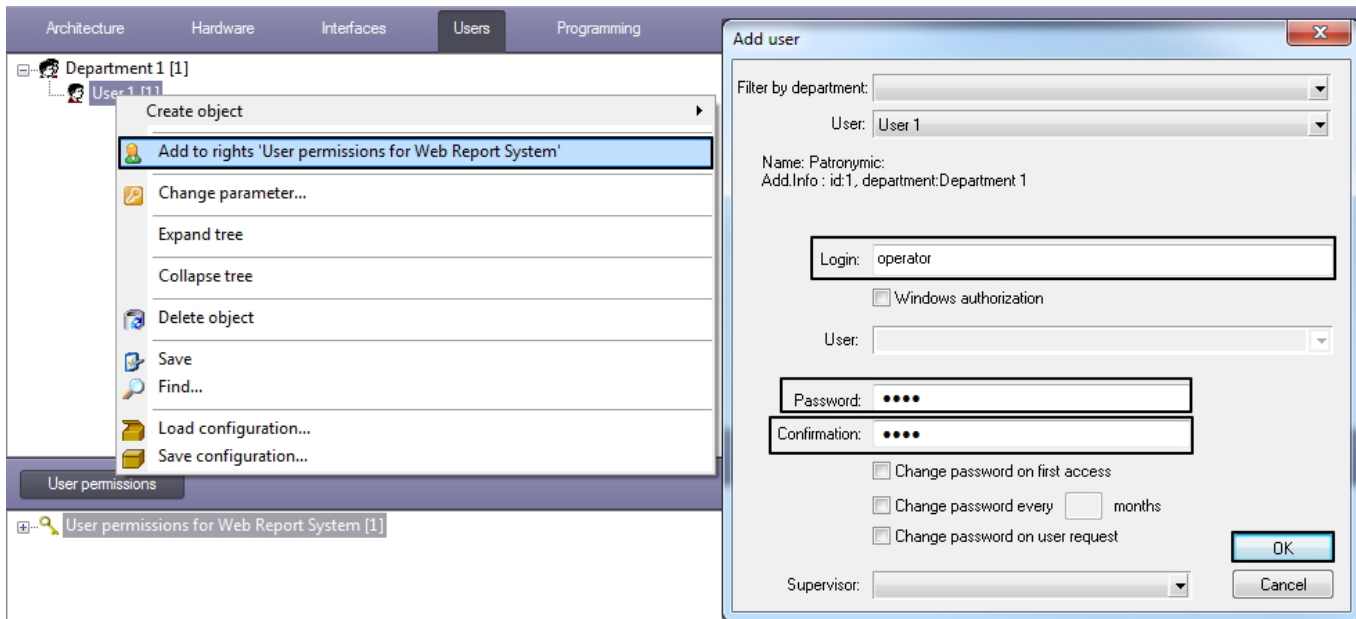 Architecture Hardware Interfaces Users Programming
Department 1 [1]
User 1 [1]
Create object
Add to rights 'User permissions for Web Report System'
Change parameter...
Expand tree
Collapse tree
Delete object
Save
Find...
Load configuration...
Save configuration...
User permissions
User permissions for Web Report System [1]
Add user
Filter by department:
User: User 1
Name: Patronymic:
Add.Info : id:1, department:Department 1
Login: operator
Windows authorization
User:
Password: ••••
Confirmation: ••••
Change password on first access
Change password every months
Change password on user request
OK
Supervisor:
Cancel